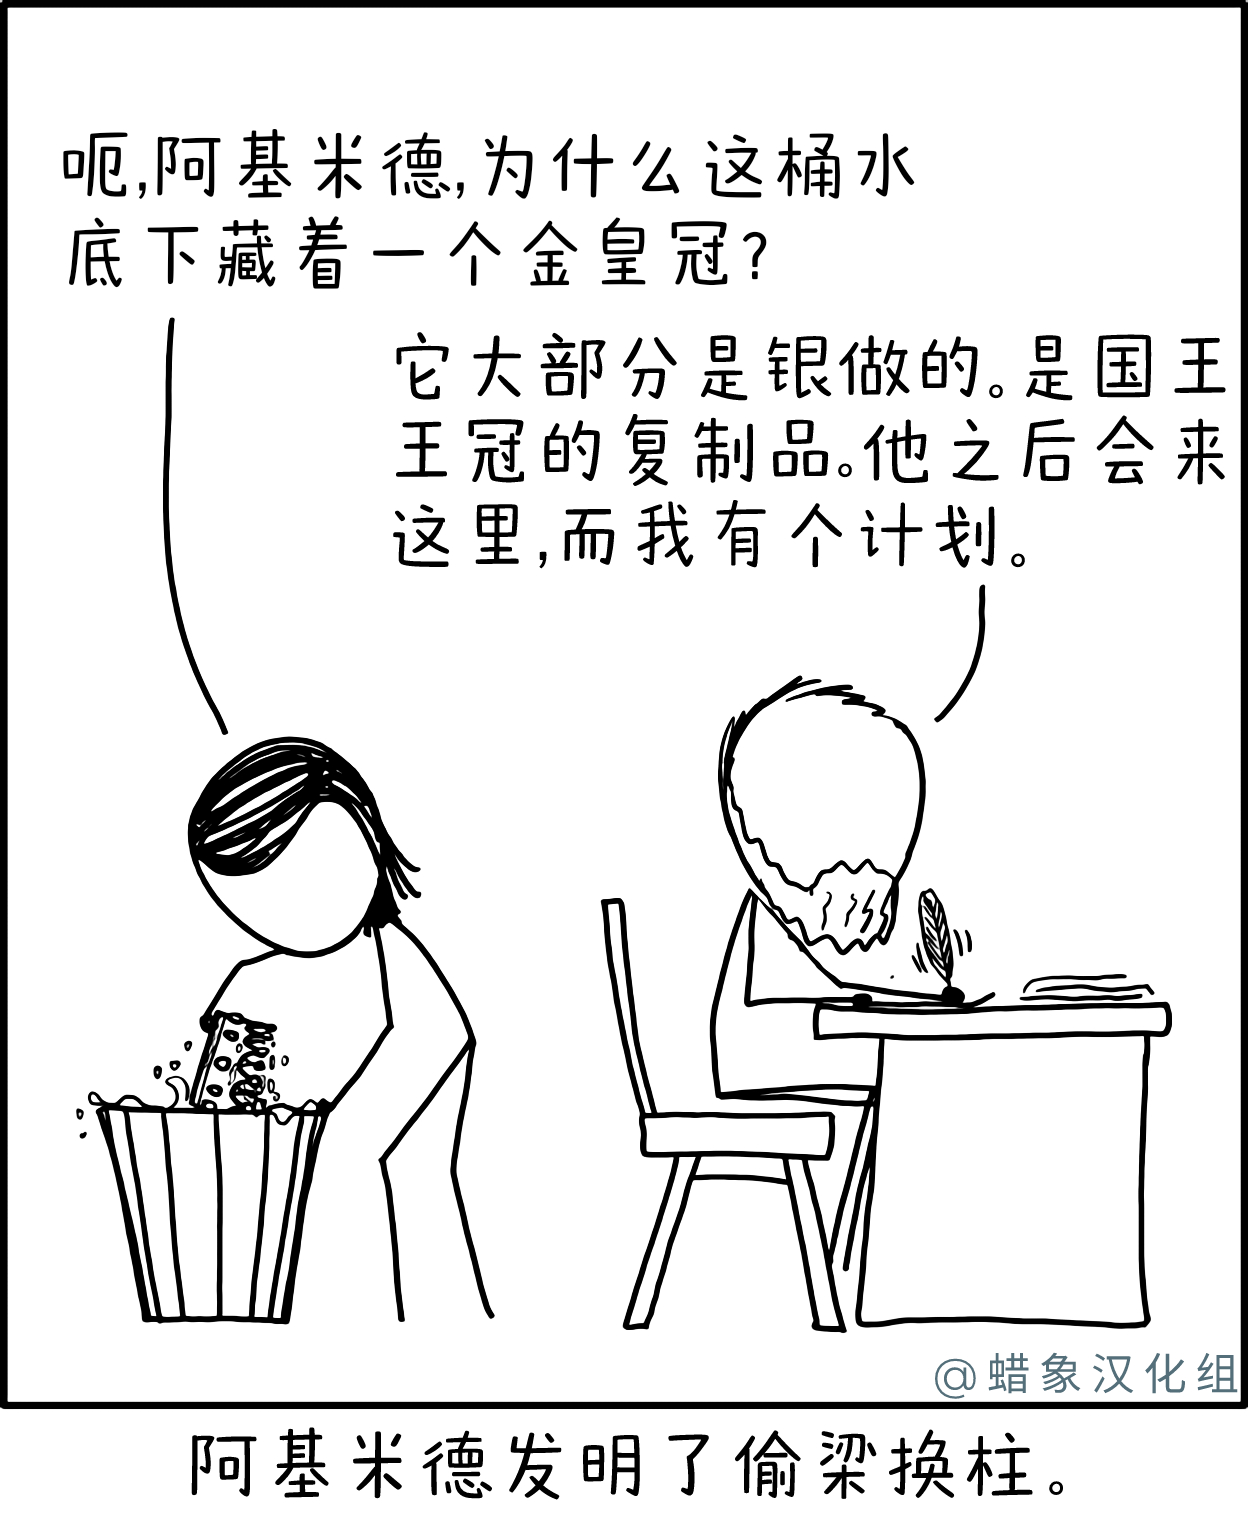 呃,阿基米德,为什么这桶水
底下藏着一个金皇冠?
它大部分是银做的。是国王
王冠的复制品。他之后会来
这里,而我有个计划。
@蜡象汉化组
阿基米德发明了偷梁换柱。